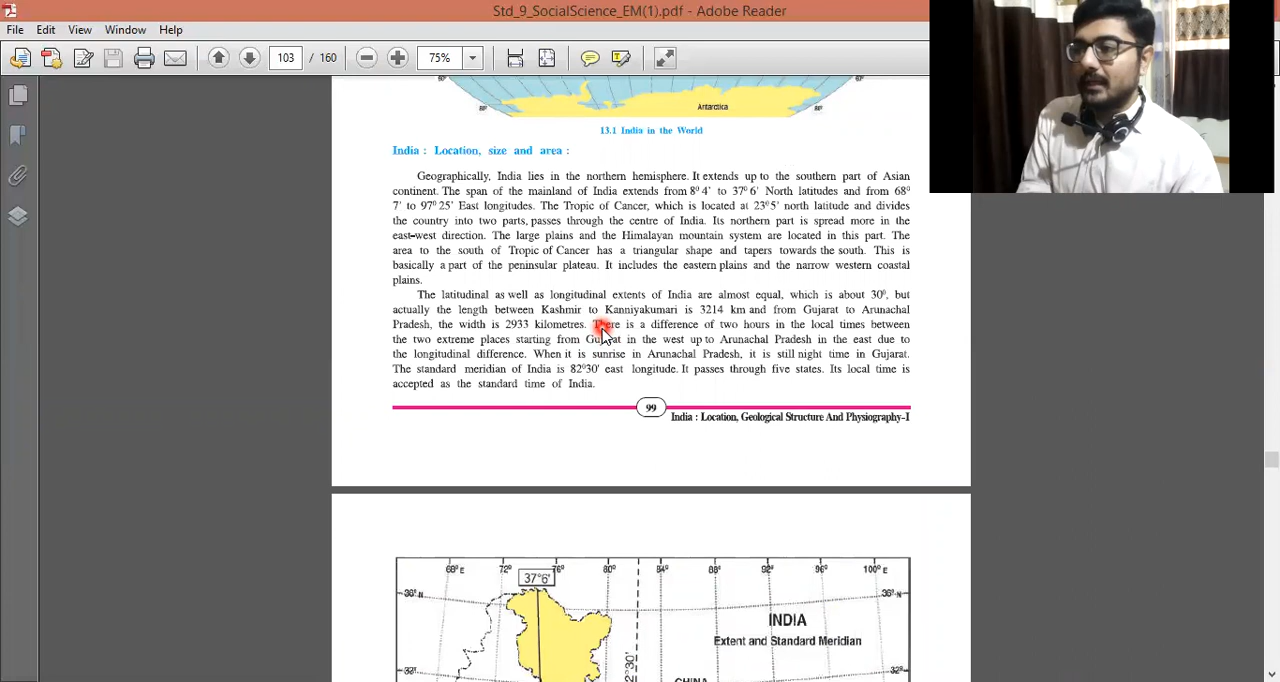 Std_9_SocialScience_EM(1).pdf - Adobe Reader
File Edit View Window Help
103 / 160 75%
60° 60°
80° Antarctica 80°
13.1 India in the World
India : Location, size and area :
Geographically, India lies in the northern hemisphere. It extends up to the southern part of Asian
continent. The span of the mainland of India extends from 8° 4' to 37° 6' North latitudes and from 68°
7' to 97° 25' East longitudes. The Tropic of Cancer, which is located at 23°5' north latitude and divides
the country into two parts, passes through the centre of India. Its northern part is spread more in the
east-west direction. The large plains and the Himalayan mountain system are located in this part. The
area to the south of Tropic of Cancer has a triangular shape and tapers towards the south. This is
basically a part of the peninsular plateau. It includes the eastern plains and the narrow western coastal
plains.
The latitudinal as well as longitudinal extents of India are almost equal, which is about 30°, but
actually the length between Kashmir to Kanniyakumari is 3214 km and from Gujarat to Arunachal
Pradesh, the width is 2933 kilometres. There is a difference of two hours in the local times between
the two extreme places starting from Gujarat in the west up to Arunachal Pradesh in the east due to
the longitudinal difference. When it is sunrise in Arunachal Pradesh, it is still night time in Gujarat.
The standard meridian of India is 82°30' east longitude. It passes through five states. Its local time is
accepted as the standard time of India.
99
India : Location, Geological Structure And Physiography-I
68°E 72° 76° 80° 84° 88° 92° 96° 100° E
37°6'
36° N 36° N
INDIA
Extent and Standard Meridian
32° 32°
2°30'
CHINA